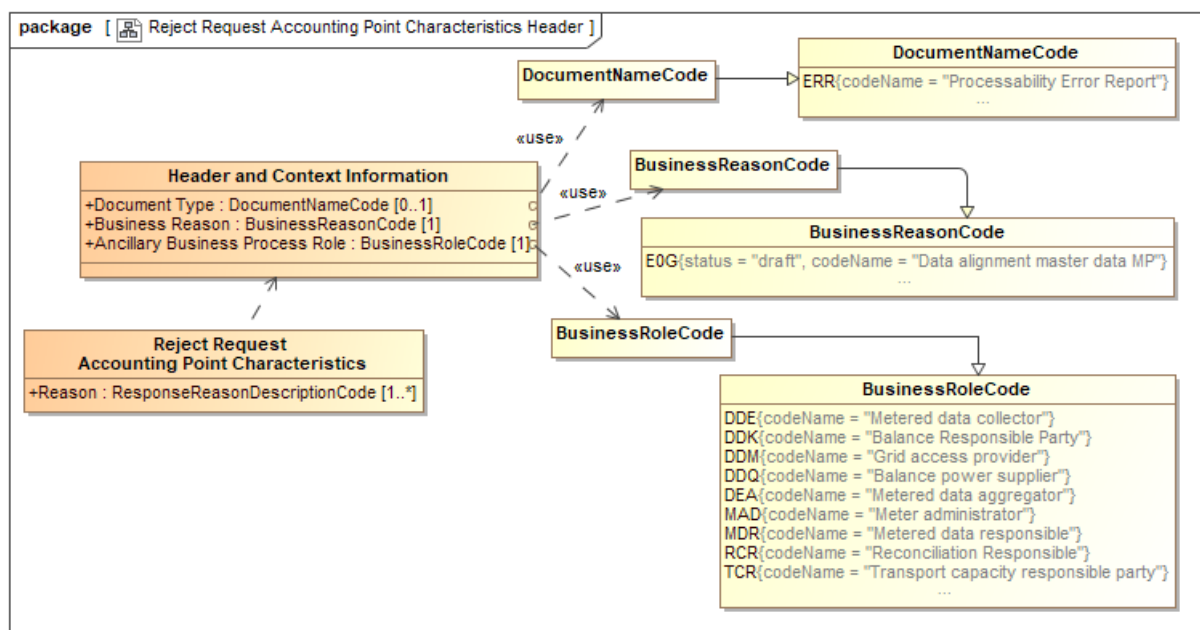 package [ Reject Request Accounting Point Characteristics Header ]
DocumentNameCode
DocumentNameCode
ERR{codeName = "Processability Error Report"}
...
«use»
Header and Context Information
+Document Type : DocumentNameCode [0..1]
+Business Reason : BusinessReasonCode [1]
+Ancillary Business Process Role : BusinessRoleCode [1]
«use»
BusinessReasonCode
BusinessReasonCode
E0G{status = "draft", codeName = "Data alignment master data MP"}
...
«use»
BusinessRoleCode
Reject Request
Accounting Point Characteristics
+Reason : ResponseReasonDescriptionCode [1..*]
BusinessRoleCode
DDE{codeName = "Metered data collector"}
DDK{codeName = "Balance Responsible Party"}
DDM{codeName = "Grid access provider"}
DDQ{codeName = "Balance power supplier"}
DEA{codeName = "Metered data aggregator"}
MAD{codeName = "Meter administrator"}
MDR{codeName = "Metered data responsible"}
RCR{codeName = "Reconciliation Responsible"}
TCR{codeName = "Transport capacity responsible party"}
...